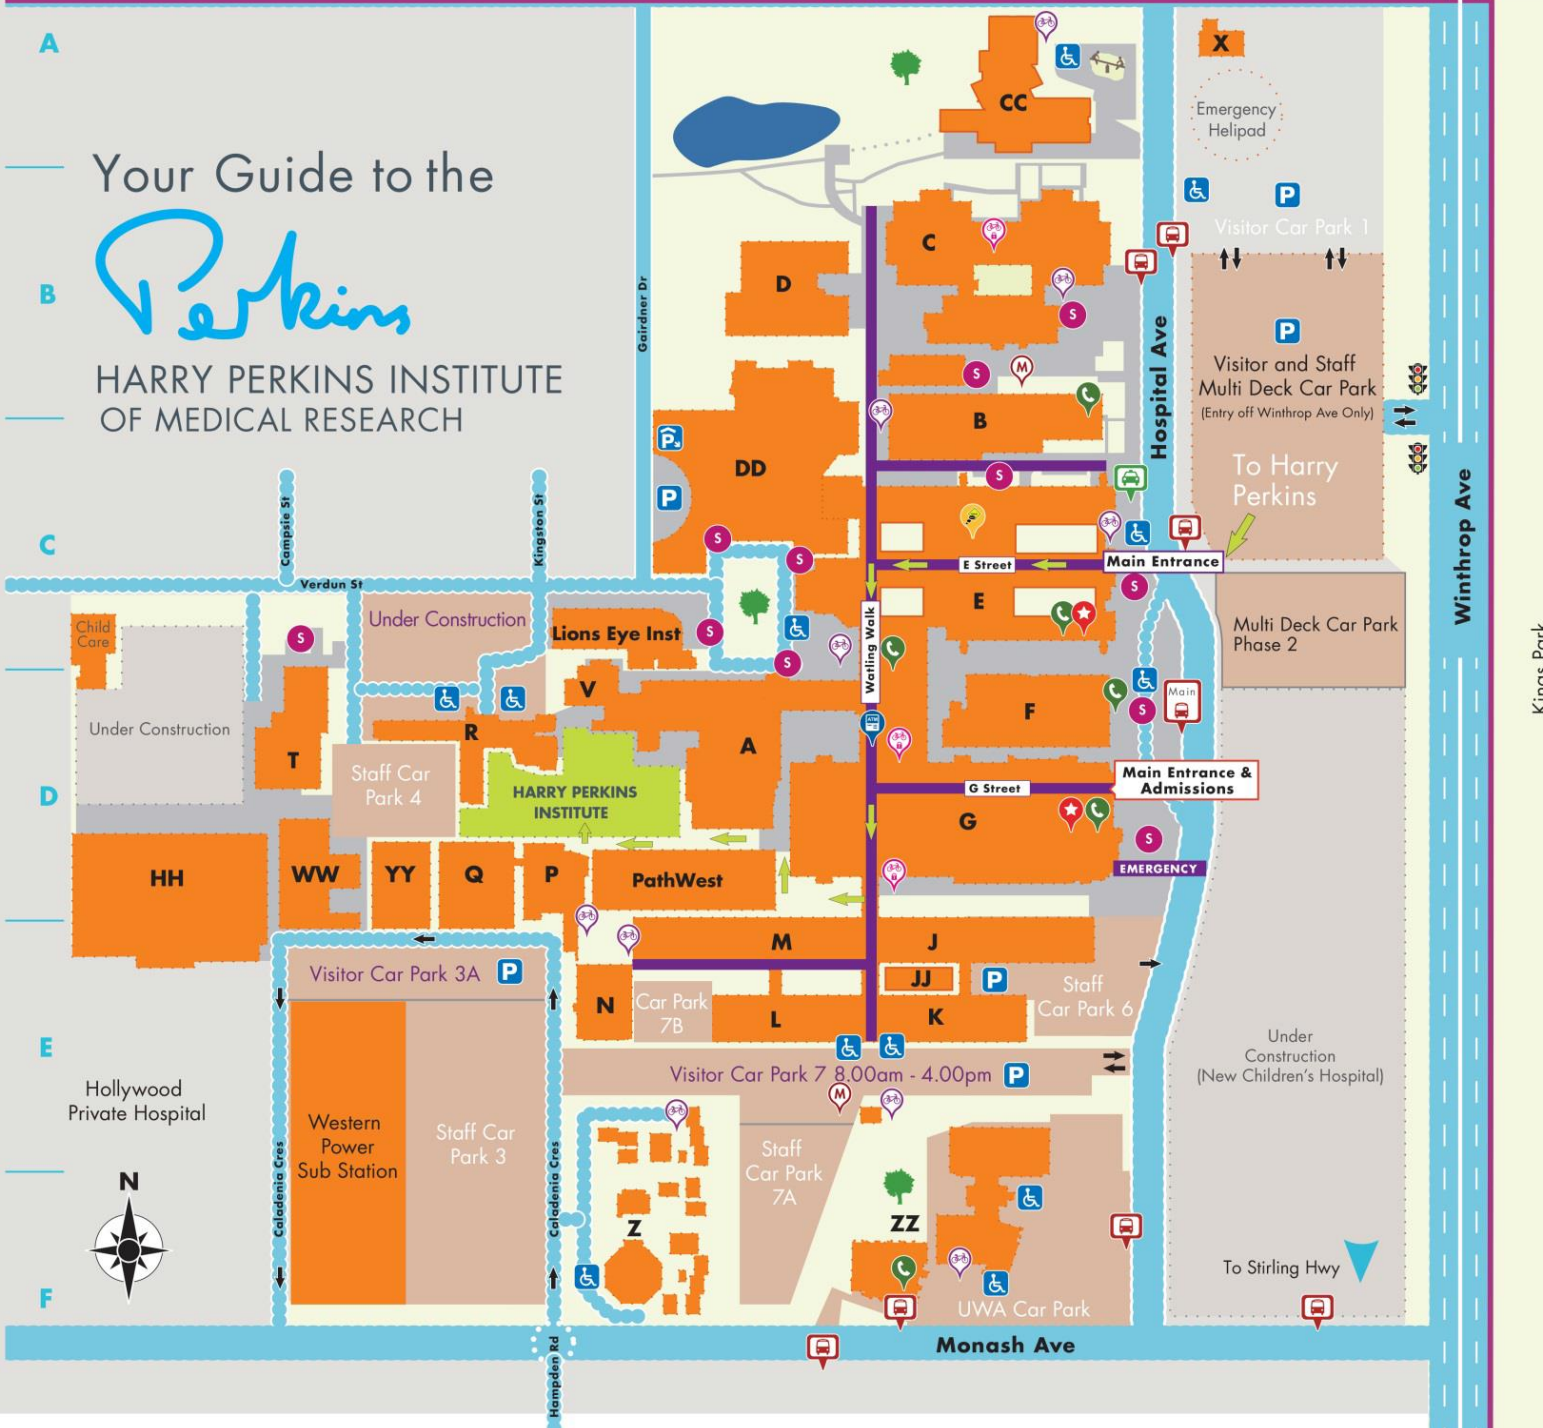 A
B
C
D
E
F
Your Guide to the
Perkins
HARRY PERKINS INSTITUTE
OF MEDICAL RESEARCH
Gairdner Dr
CC
X
Emergency
Helipad
P
Visitor Car Park 1
C
D
S
P
Visitor and Staff
Multi Deck Car Park
(Entry off Winthrop Ave Only)
Hospital Ave
S
M
B
P
DD
P
To Harry
Perkins
Winthrop Ave
S
Campsie St
Kingston St
S
S
E Street
Main Entrance
Verdun St
S
E
Child
Care
Under Construction
S
Lions Eye Inst
S
S
Watling Walk
Multi Deck Car Park
Phase 2
Kings Park
Under Construction
T
V
R
A
ATM
F
S
Main
Staff Car
Park 4
HARRY PERKINS
INSTITUTE
G Street
Main Entrance &
Admissions
G
S
EMERGENCY
HH
WW
YY
Q
P
PathWest
M
J
Visitor Car Park 3A
P
N
Car Park
7B
L
JJ
P
K
Staff
Car Park 6
Under
Construction
(New Children's Hospital)
Visitor Car Park 7 8.00am - 4.00pm
P
M
Hollywood
Private Hospital
Western
Power
Sub Station
Staff Car
Park 3
Caladenia Cres
Caladenia Cres
Staff
Car Park
7A
N
Z
ZZ
To Stirling Hwy
UWA Car Park
Monash Ave
Hampden Rd